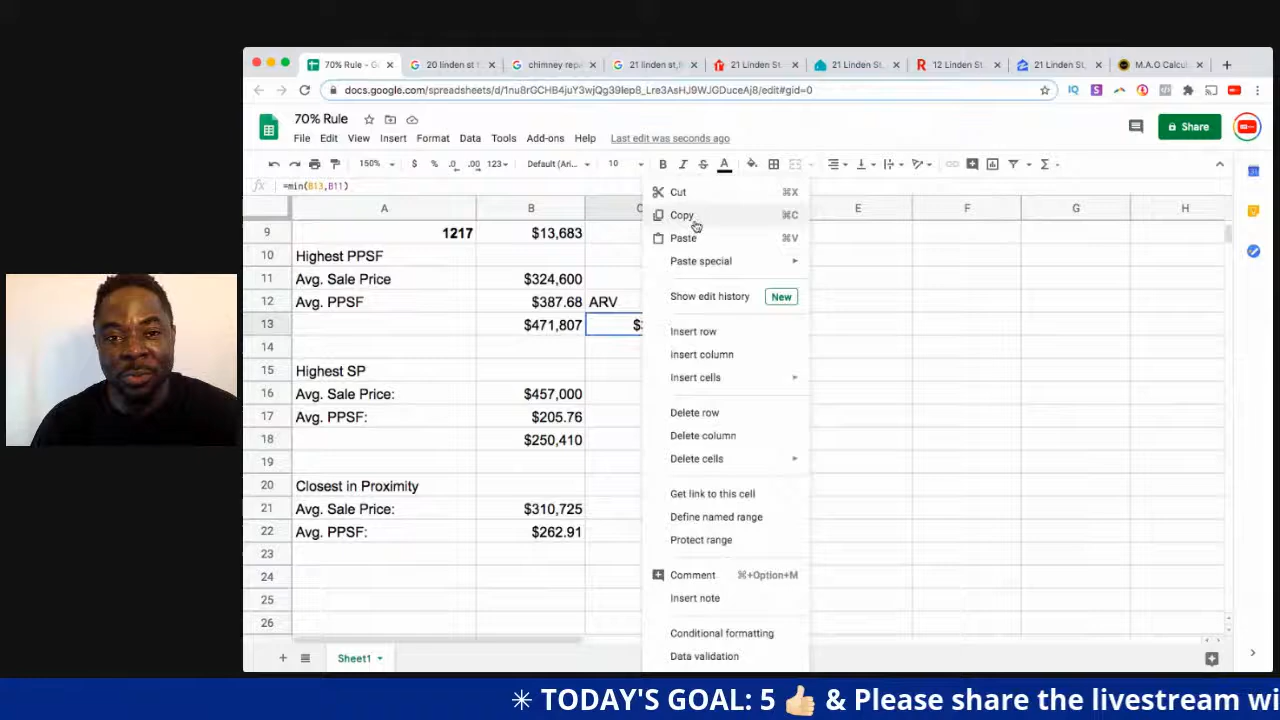 70% Rule - G
20 linden st
chimney rep
21 linden st,
21 Linden S
21 Linden St
12 Linden St
21 Linden S
M.A.O Calcul
docs.google.com/spreadsheets/d/1nu8rGCHB4juY3wjQg39Iep8_Lre3AsHJ9WJGDuceAj8/edit#gid=0
70% Rule
Share
File Edit View Insert Format Data Tools Add-ons Help Last edit was seconds ago
150% $ % .0 .00 123 Default (Ari... 10 B I S A
=min(B13,B11)
A B C E F G H
9 1217 $13,683
10 Highest PPSF
11 Avg. Sale Price $324,600
12 Avg. PPSF $387.68 ARV
13 $471,807 $
14
15 Highest SP
16 Avg. Sale Price: $457,000
17 Avg. PPSF: $205.76
18 $250,410
19
20 Closest in Proximity
21 Avg. Sale Price: $310,725
22 Avg. PPSF: $262.91
23
24
25
26
Cut ⌘X
Copy ⌘C
Paste ⌘V
Paste special
Show edit history New
Insert row
Insert column
Insert cells
Delete row
Delete column
Delete cells
Get link to this cell
Define named range
Protect range
Comment ⌘+Option+M
Insert note
Conditional formatting
Data validation
Sheet1
✳ TODAY'S GOAL: 5 👍🏻 & Please share the livestream wi